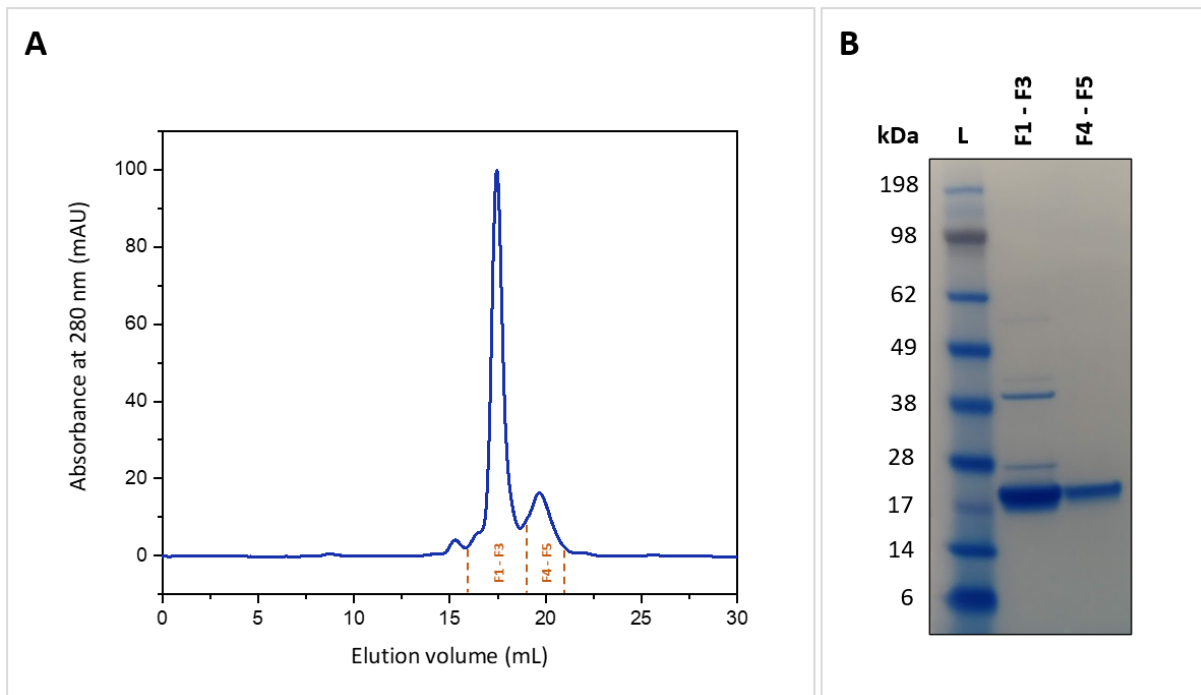 A
Absorbance at 280 nm (mAU)
100
80
60
40
20
0
F1 - F3
F4 - F5
0 5 10 15 20 25 30
Elution volume (mL)
B
kDa L F1 - F3 F4 - F5
198
98
62
49
38
28
17
14
6